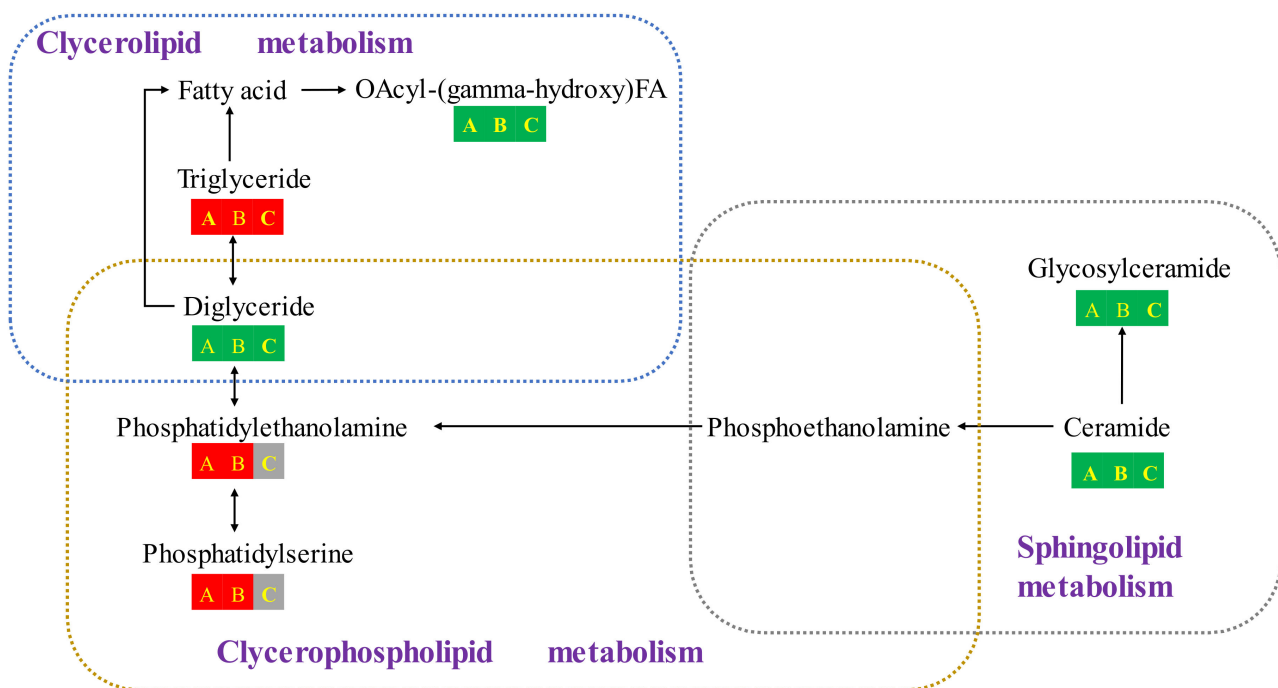 Clycerolipid metabolism
Fatty acid
OAcyl-(gamma-hydroxy)FA
A B C
Triglyceride
A B C
Glycosylceramide
A B C
Diglyceride
A B C
Phosphatidylethanolamine
A B C
Phosphoethanolamine
Ceramide
A B C
Phosphatidylserine
A B C
Sphingolipid
metabolism
Clycerophospholipid metabolism